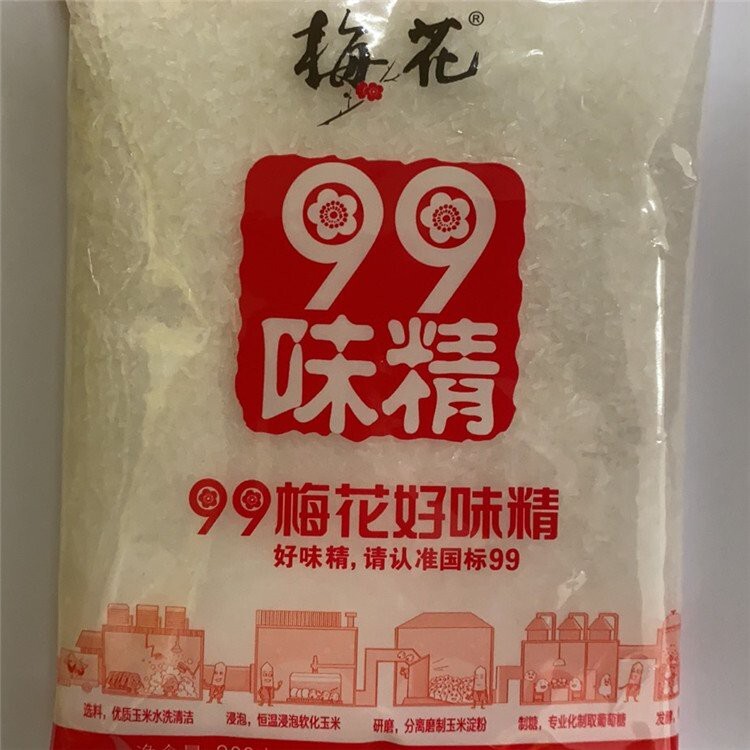 梅花®
99
味精
99梅花好味精
好味精,请认准国标99
选料，优质玉米水洗清洁 浸泡，恒温浸泡软化玉米 研磨，分离磨制玉米淀粉 制糖，专业化制取葡萄糖 发酵